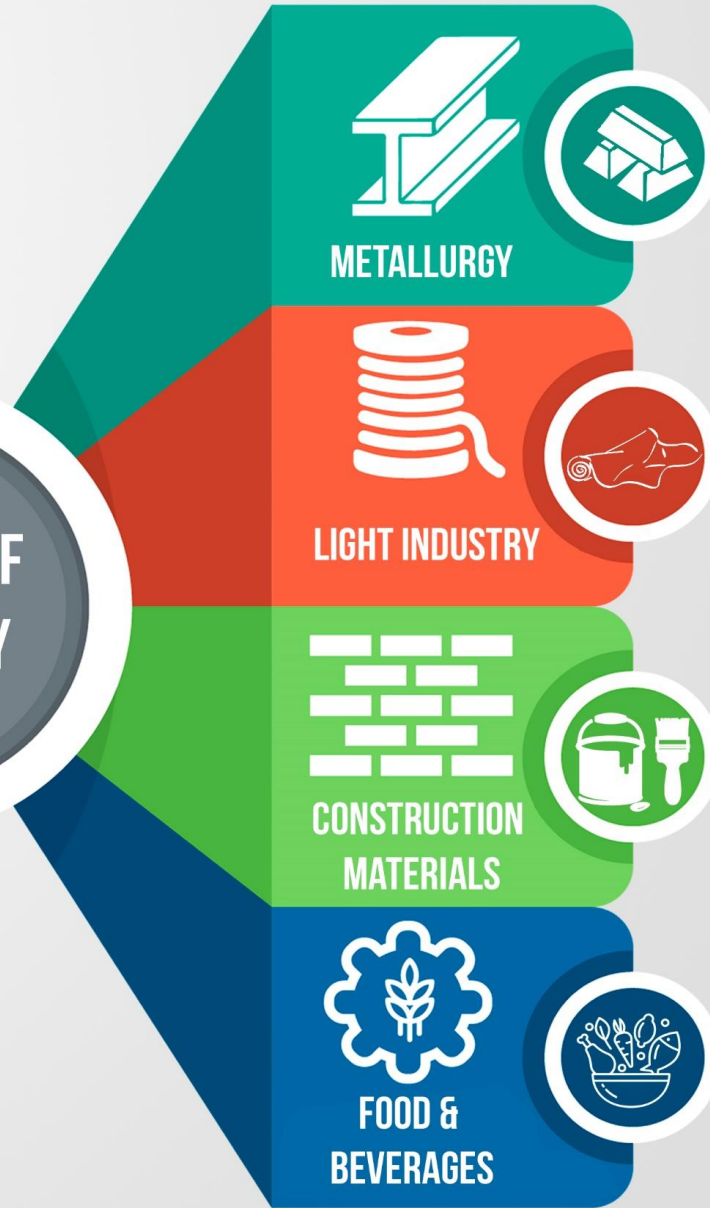 F
Y
METALLURGY
LIGHT INDUSTRY
CONSTRUCTION
MATERIALS
FOOD &
BEVERAGES